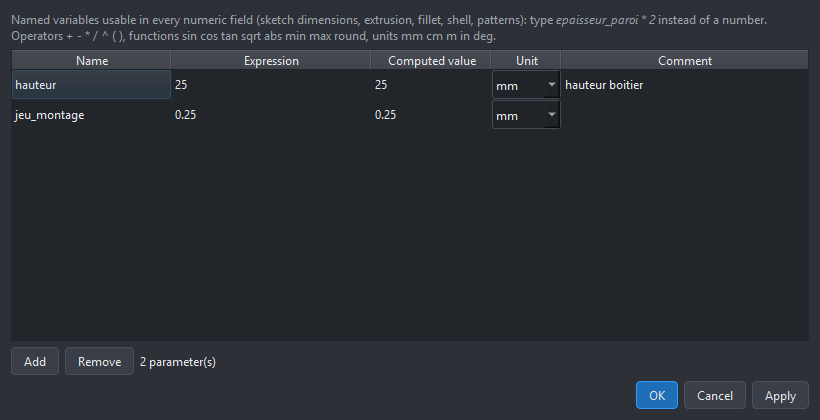 Named variables usable in every numeric field (sketch dimensions, extrusion, fillet, shell, patterns): type epaisseur_paroi * 2 instead of a number.
Operators + - * / ^ ( ), functions sin cos tan sqrt abs min max round, units mm cm m in deg.
Name Expression Computed value Unit Comment
hauteur 25 25 mm hauteur boitier
jeu_montage 0.25 0.25 mm
Add Remove 2 parameter(s)
OK Cancel Apply